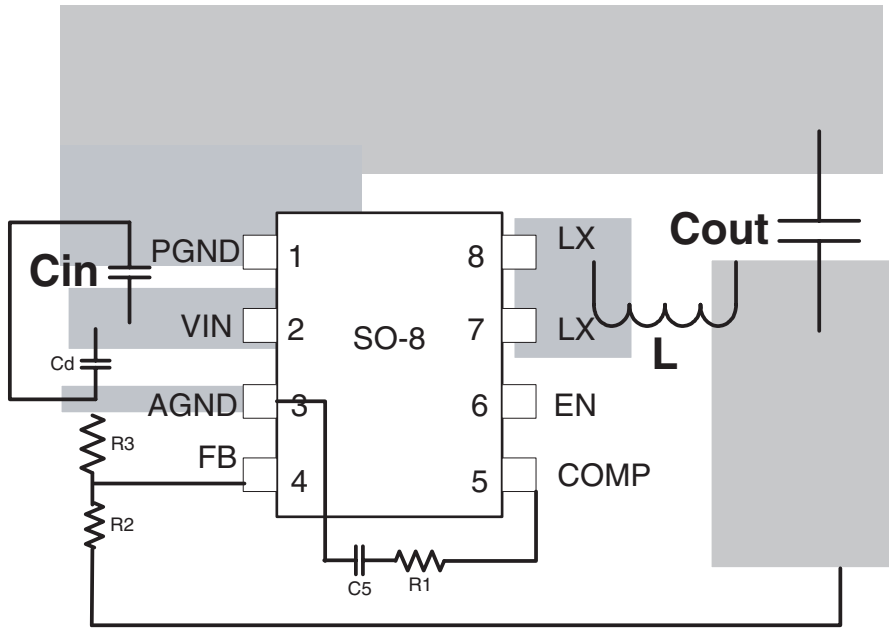 PGND 1
Cin
VIN 2
Cd
AGND 3
R3
FB 4
R2
SO-8
8 LX
7 LX
6 EN
5 COMP
Cout
L
C5 R1